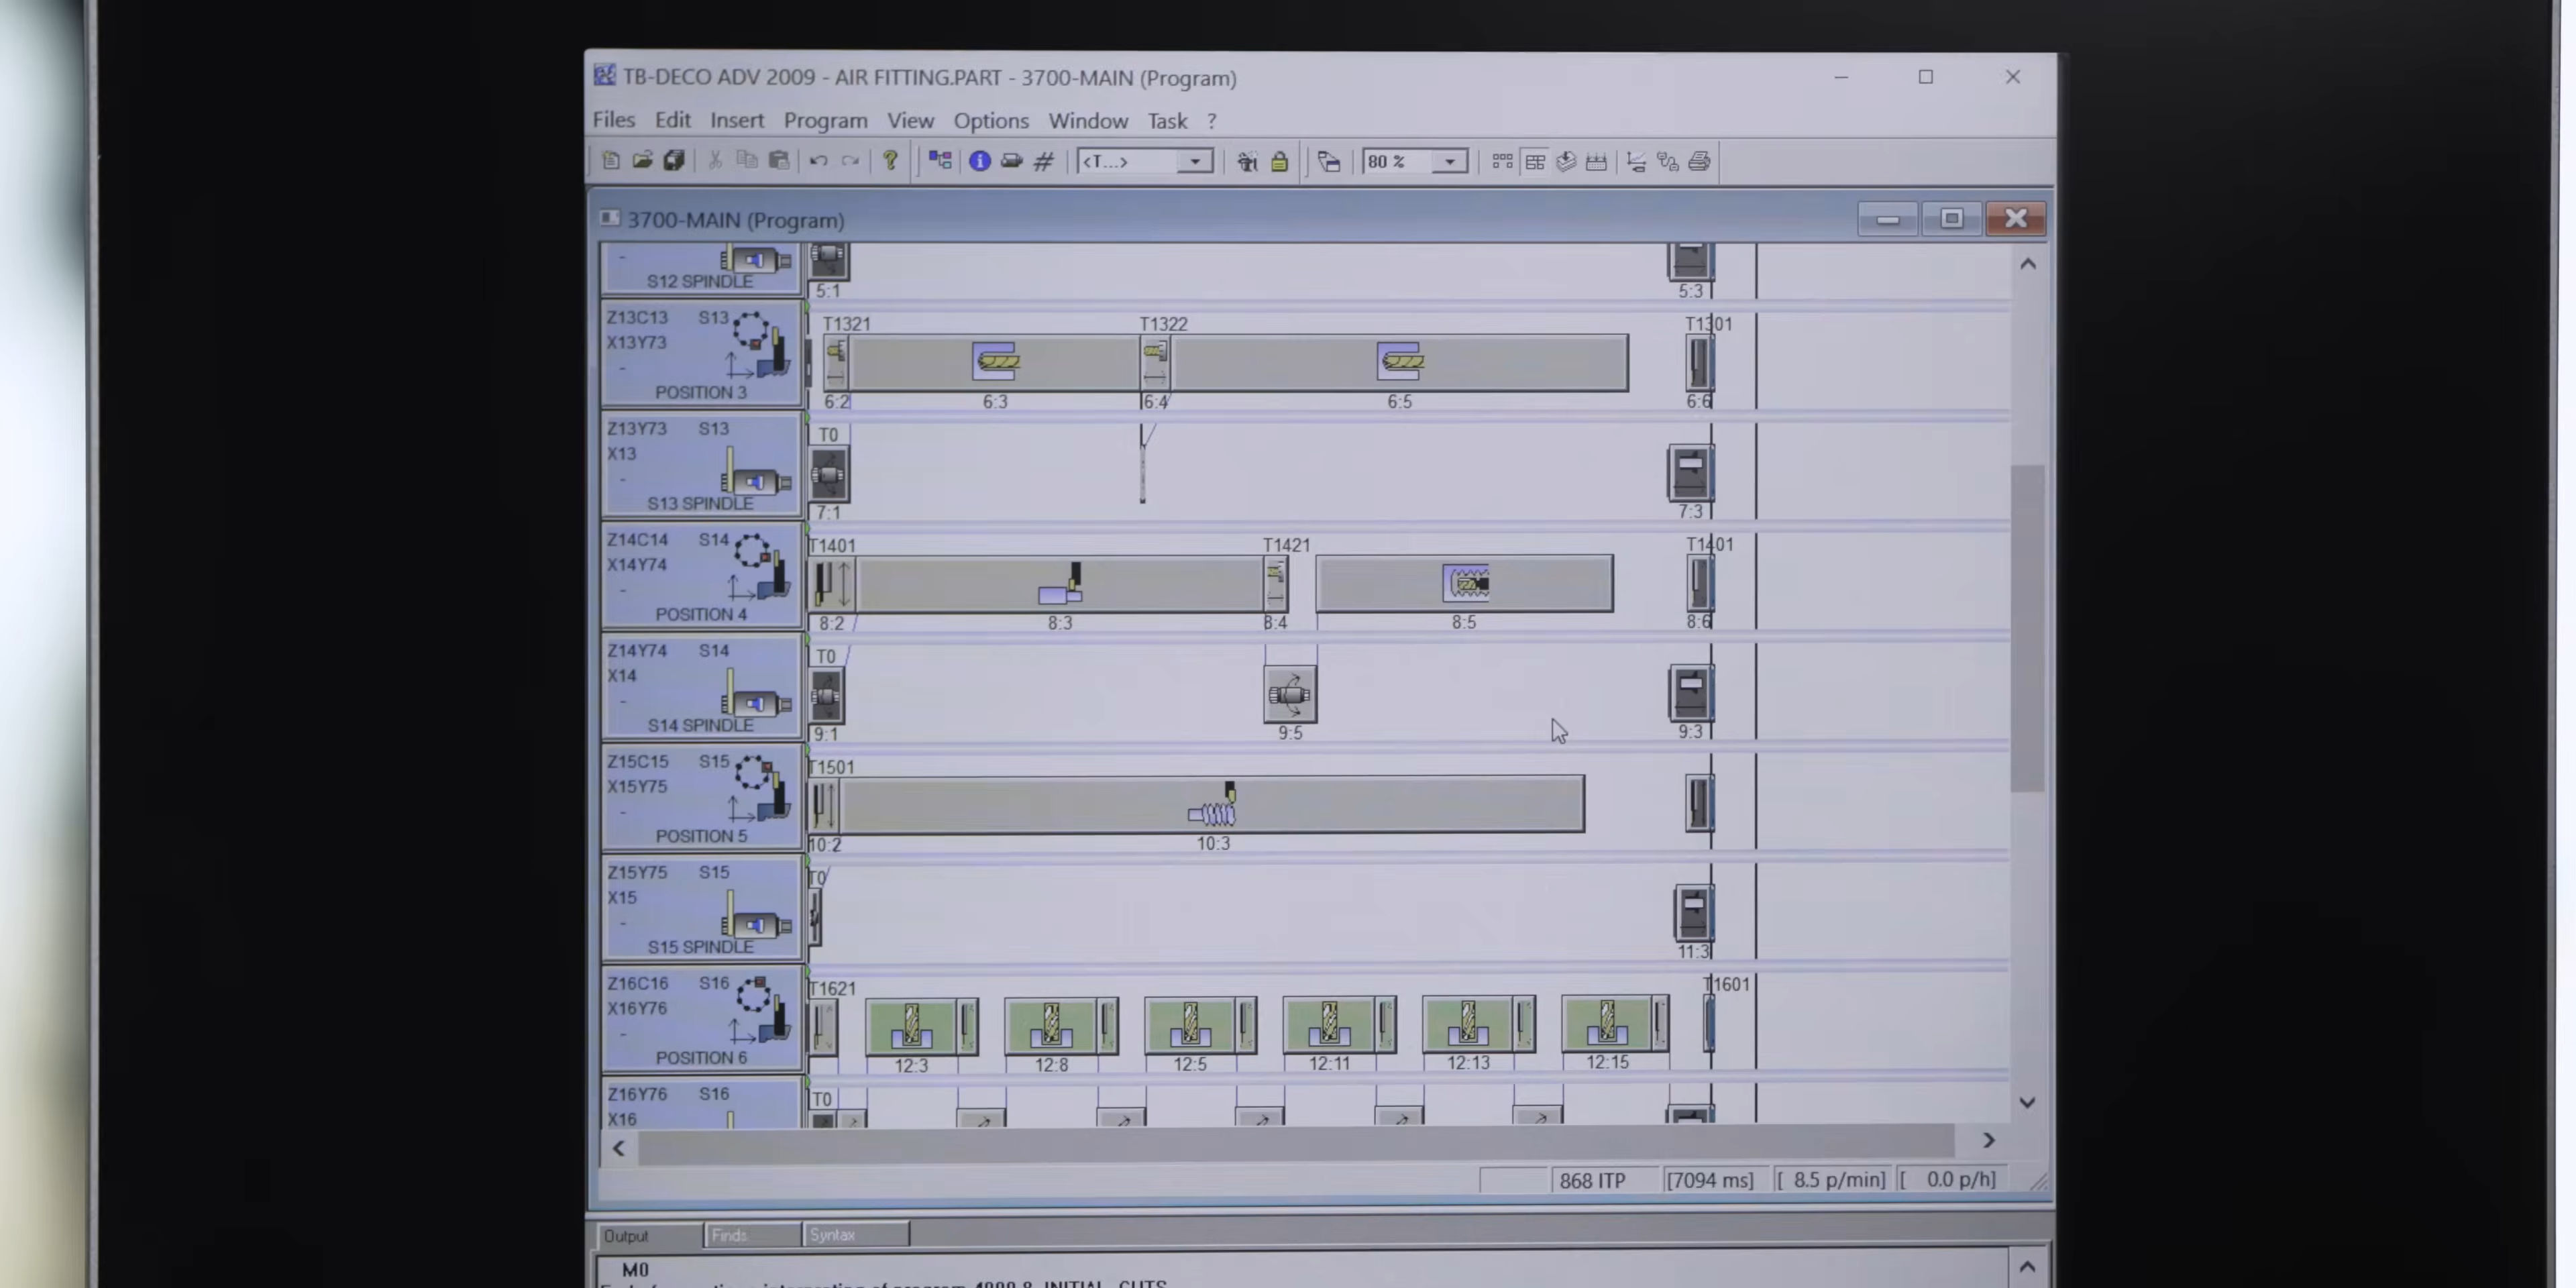 TB-DECO ADV 2009 - AIR FITTING.PART - 3700-MAIN (Program)
Files Edit Insert Program View Options Window Task ?
<T...> 80 %
3700-MAIN (Program)
-
S12 SPINDLE
5:1 5:3
Z13C13 S13
X13Y73
-
POSITION 3
T1321 T1322 T1301
6:2 6:3 6:4 6:5 6:6
Z13Y73 S13
X13
-
S13 SPINDLE
T0
7:1 7:3
Z14C14 S14
X14Y74
-
POSITION 4
T1401 T1421 T1401
8:2 8:3 8:4 8:5 8:6
Z14Y74 S14
X14
-
S14 SPINDLE
T0
9:1 9:5 9:3
Z15C15 S15
X15Y75
-
POSITION 5
T1501
10:2 10:3
Z15Y75 S15
X15
-
S15 SPINDLE
T0
11:3
Z16C16 S16
X16Y76
-
POSITION 6
T1621 T1601
12:3 12:8 12:5 12:11 12:13 12:15
Z16Y76 S16
X16
T0
868 ITP [7094 ms] [ 8.5 p/min] [ 0.0 p/h]
Output Finds Syntax
M0